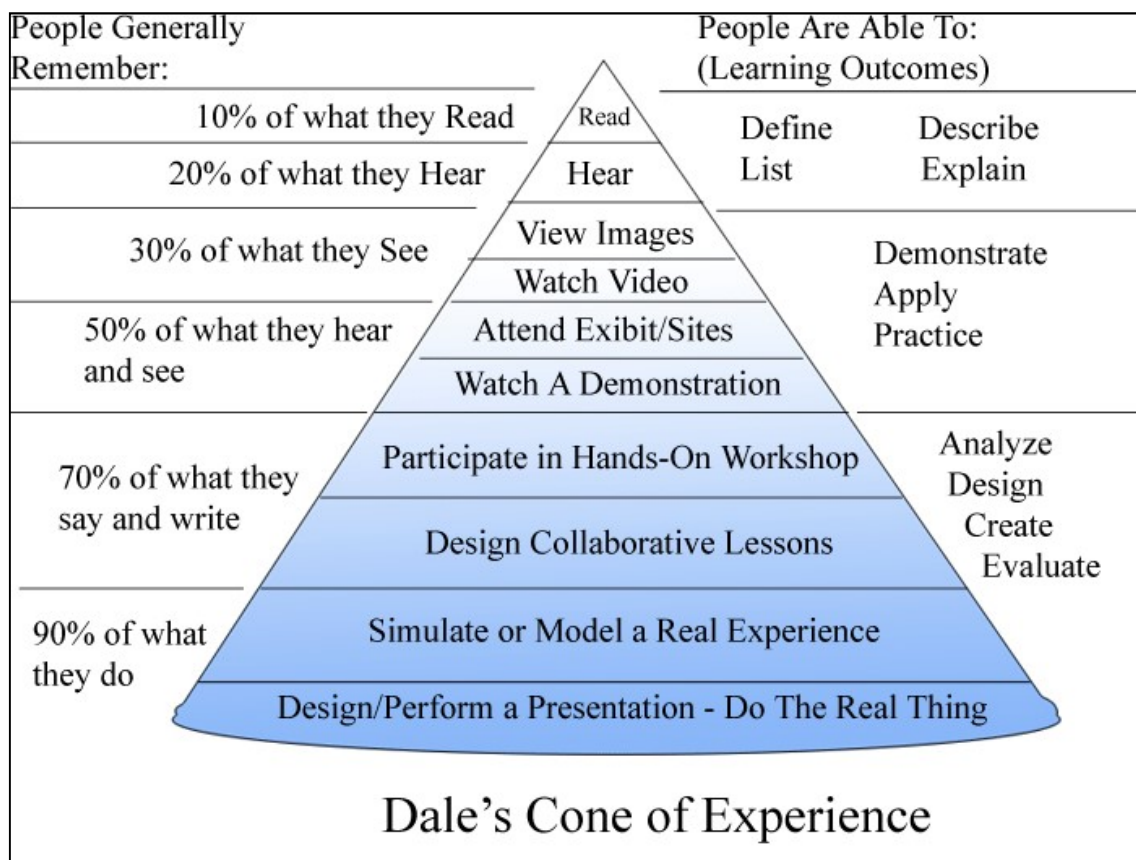 People Generally
Remember:
10% of what they Read
20% of what they Hear
30% of what they See
50% of what they hear
and see
70% of what they
say and write
90% of what
they do
Read
Hear
View Images
Watch Video
Attend Exibit/Sites
Watch A Demonstration
Participate in Hands-On Workshop
Design Collaborative Lessons
Simulate or Model a Real Experience
Design/Perform a Presentation - Do The Real Thing
People Are Able To:
(Learning Outcomes)
Define Describe
List Explain
Demonstrate
Apply
Practice
Analyze
Design
Create
Evaluate
Dale's Cone of Experience